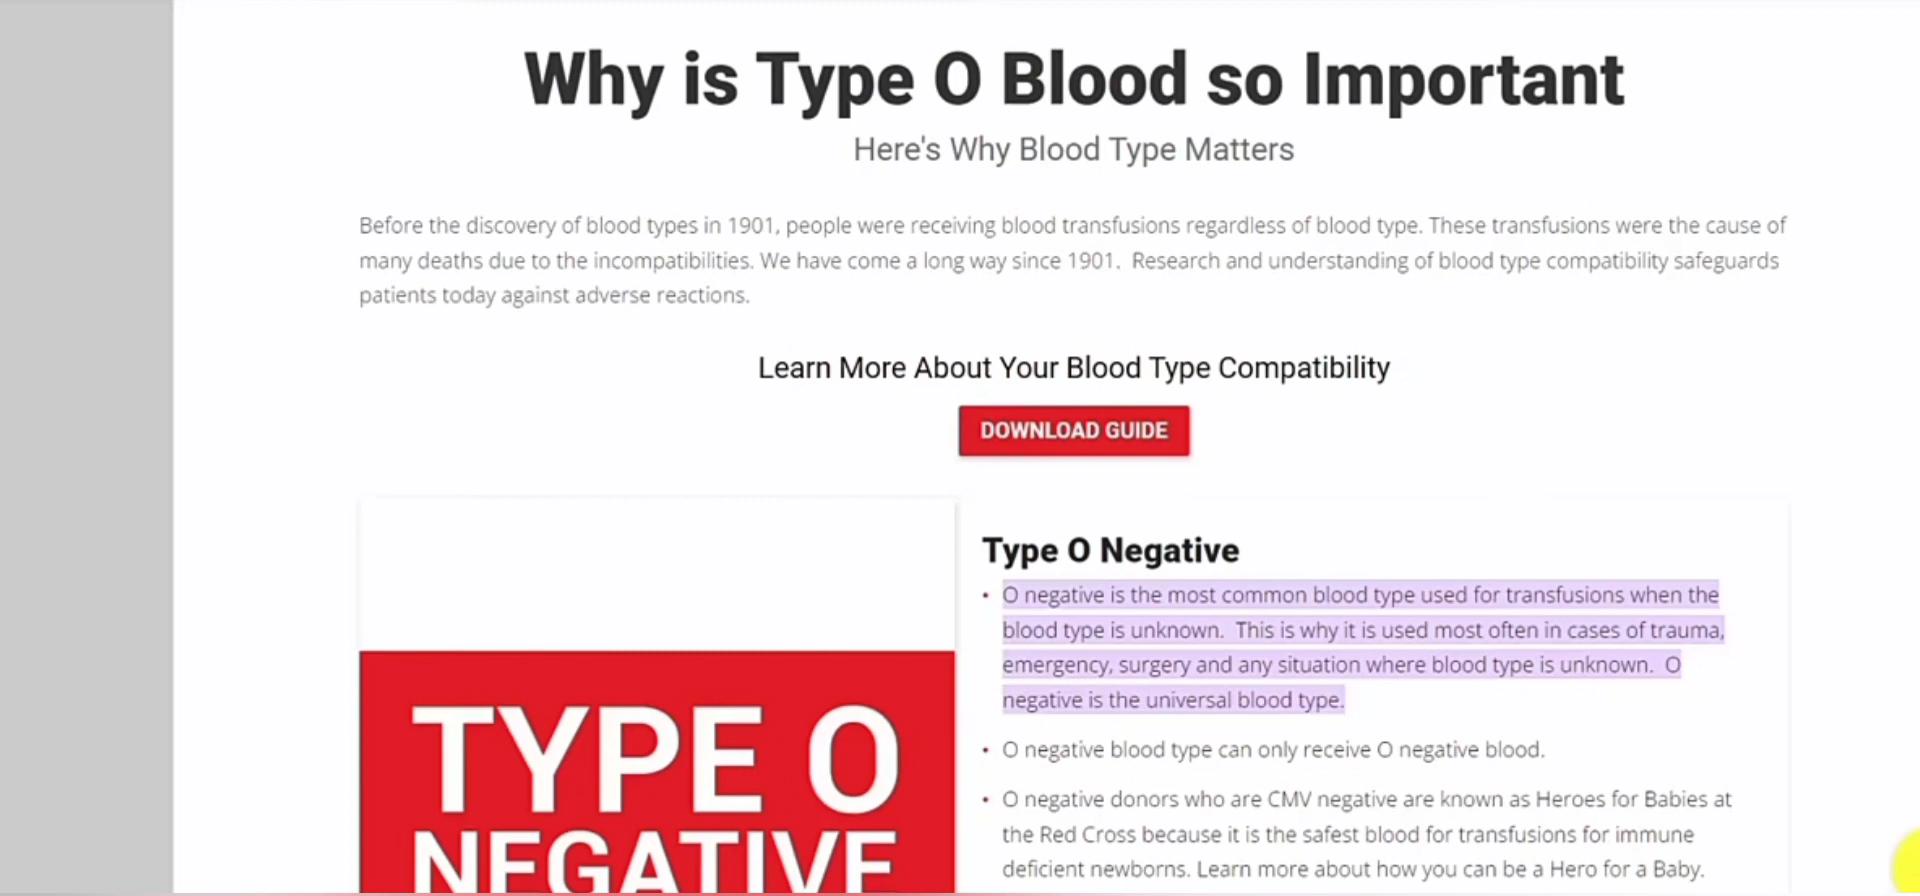 Why is Type O Blood so Important
Here's Why Blood Type Matters
Before the discovery of blood types in 1901, people were receiving blood transfusions regardless of blood type. These transfusions were the cause of
many deaths due to the incompatibilities. We have come a long way since 1901.  Research and understanding of blood type compatibility safeguards
patients today against adverse reactions.
Learn More About Your Blood Type Compatibility
DOWNLOAD GUIDE
TYPE O
NEGATIVE
Type O Negative
• O negative is the most common blood type used for transfusions when the
blood type is unknown.  This is why it is used most often in cases of trauma,
emergency, surgery and any situation where blood type is unknown.  O
negative is the universal blood type.
• O negative blood type can only receive O negative blood.
• O negative donors who are CMV negative are known as Heroes for Babies at
the Red Cross because it is the safest blood for transfusions for immune
deficient newborns. Learn more about how you can be a Hero for a Baby.